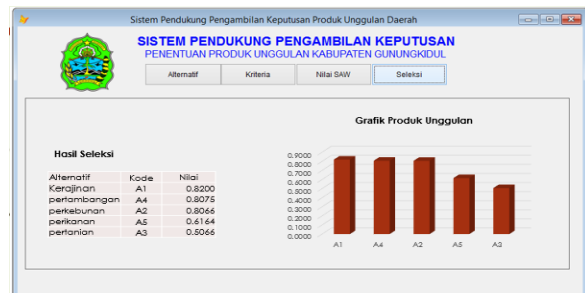 Sistem Pendukung Pengambilan Keputusan Produk Unggulan Daerah
SISTEM PENDUKUNG PENGAMBILAN KEPUTUSAN
PENENTUAN PRODUK UNGGULAN KABUPATEN GUNUNGKIDUL
Alternatif Kriteria Nilai SAW Seleksi
Grafik Produk Unggulan
Hasil Seleksi
Alternatif Kode Nilai
Kerajinan A1 0.8200
pertambangan A4 0.8075
perkebunan A2 0.8066
perikanan A5 0.6164
pertanian A3 0.5066
0.9000
0.8000
0.7000
0.6000
0.5000
0.4000
0.3000
0.2000
0.1000
0.0000
A1 A4 A2 A5 A3